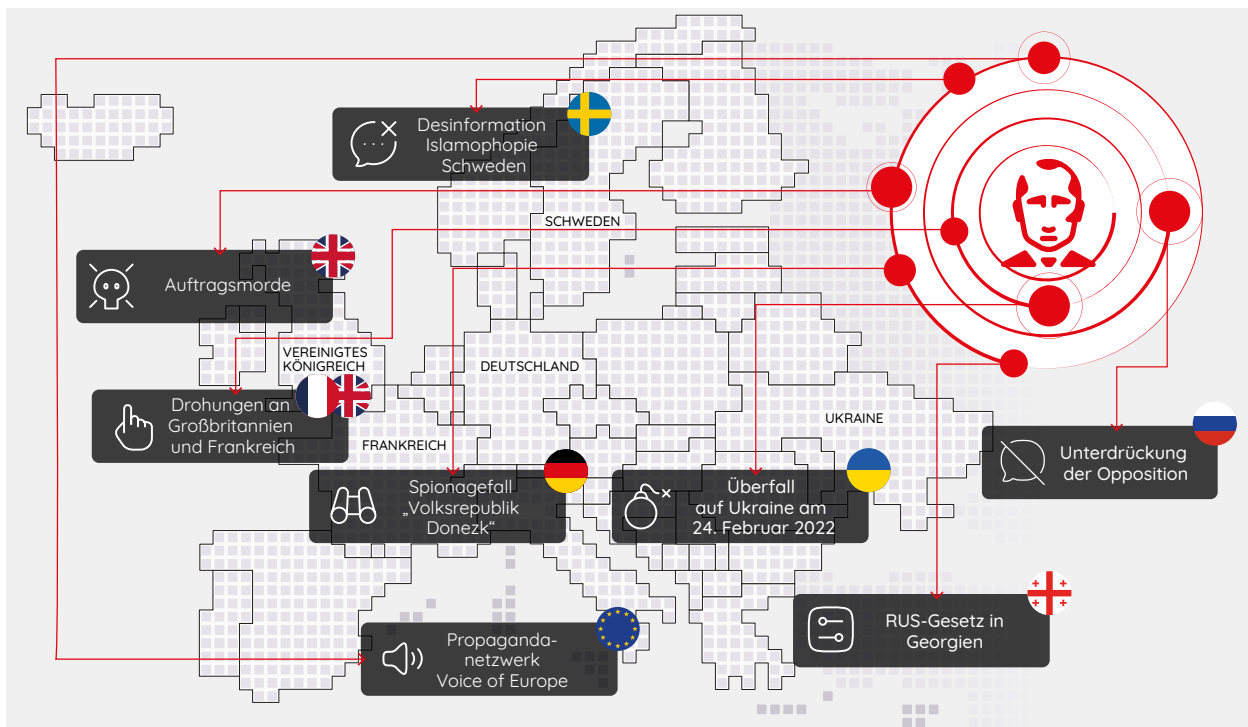 Desinformation
Islamophopie
Schweden
SCHWEDEN
Auftragsmorde
VEREINIGTES
KÖNIGREICH
DEUTSCHLAND
Drohungen an
Großbritannien
und Frankreich
FRANKREICH
UKRAINE
Unterdrückung
der Opposition
Spionagefall
„Volksrepublik
Donezk“
Überfall
auf Ukraine am
24. Februar 2022
RUS-Gesetz in
Georgien
Propaganda-
netzwerk
Voice of Europe